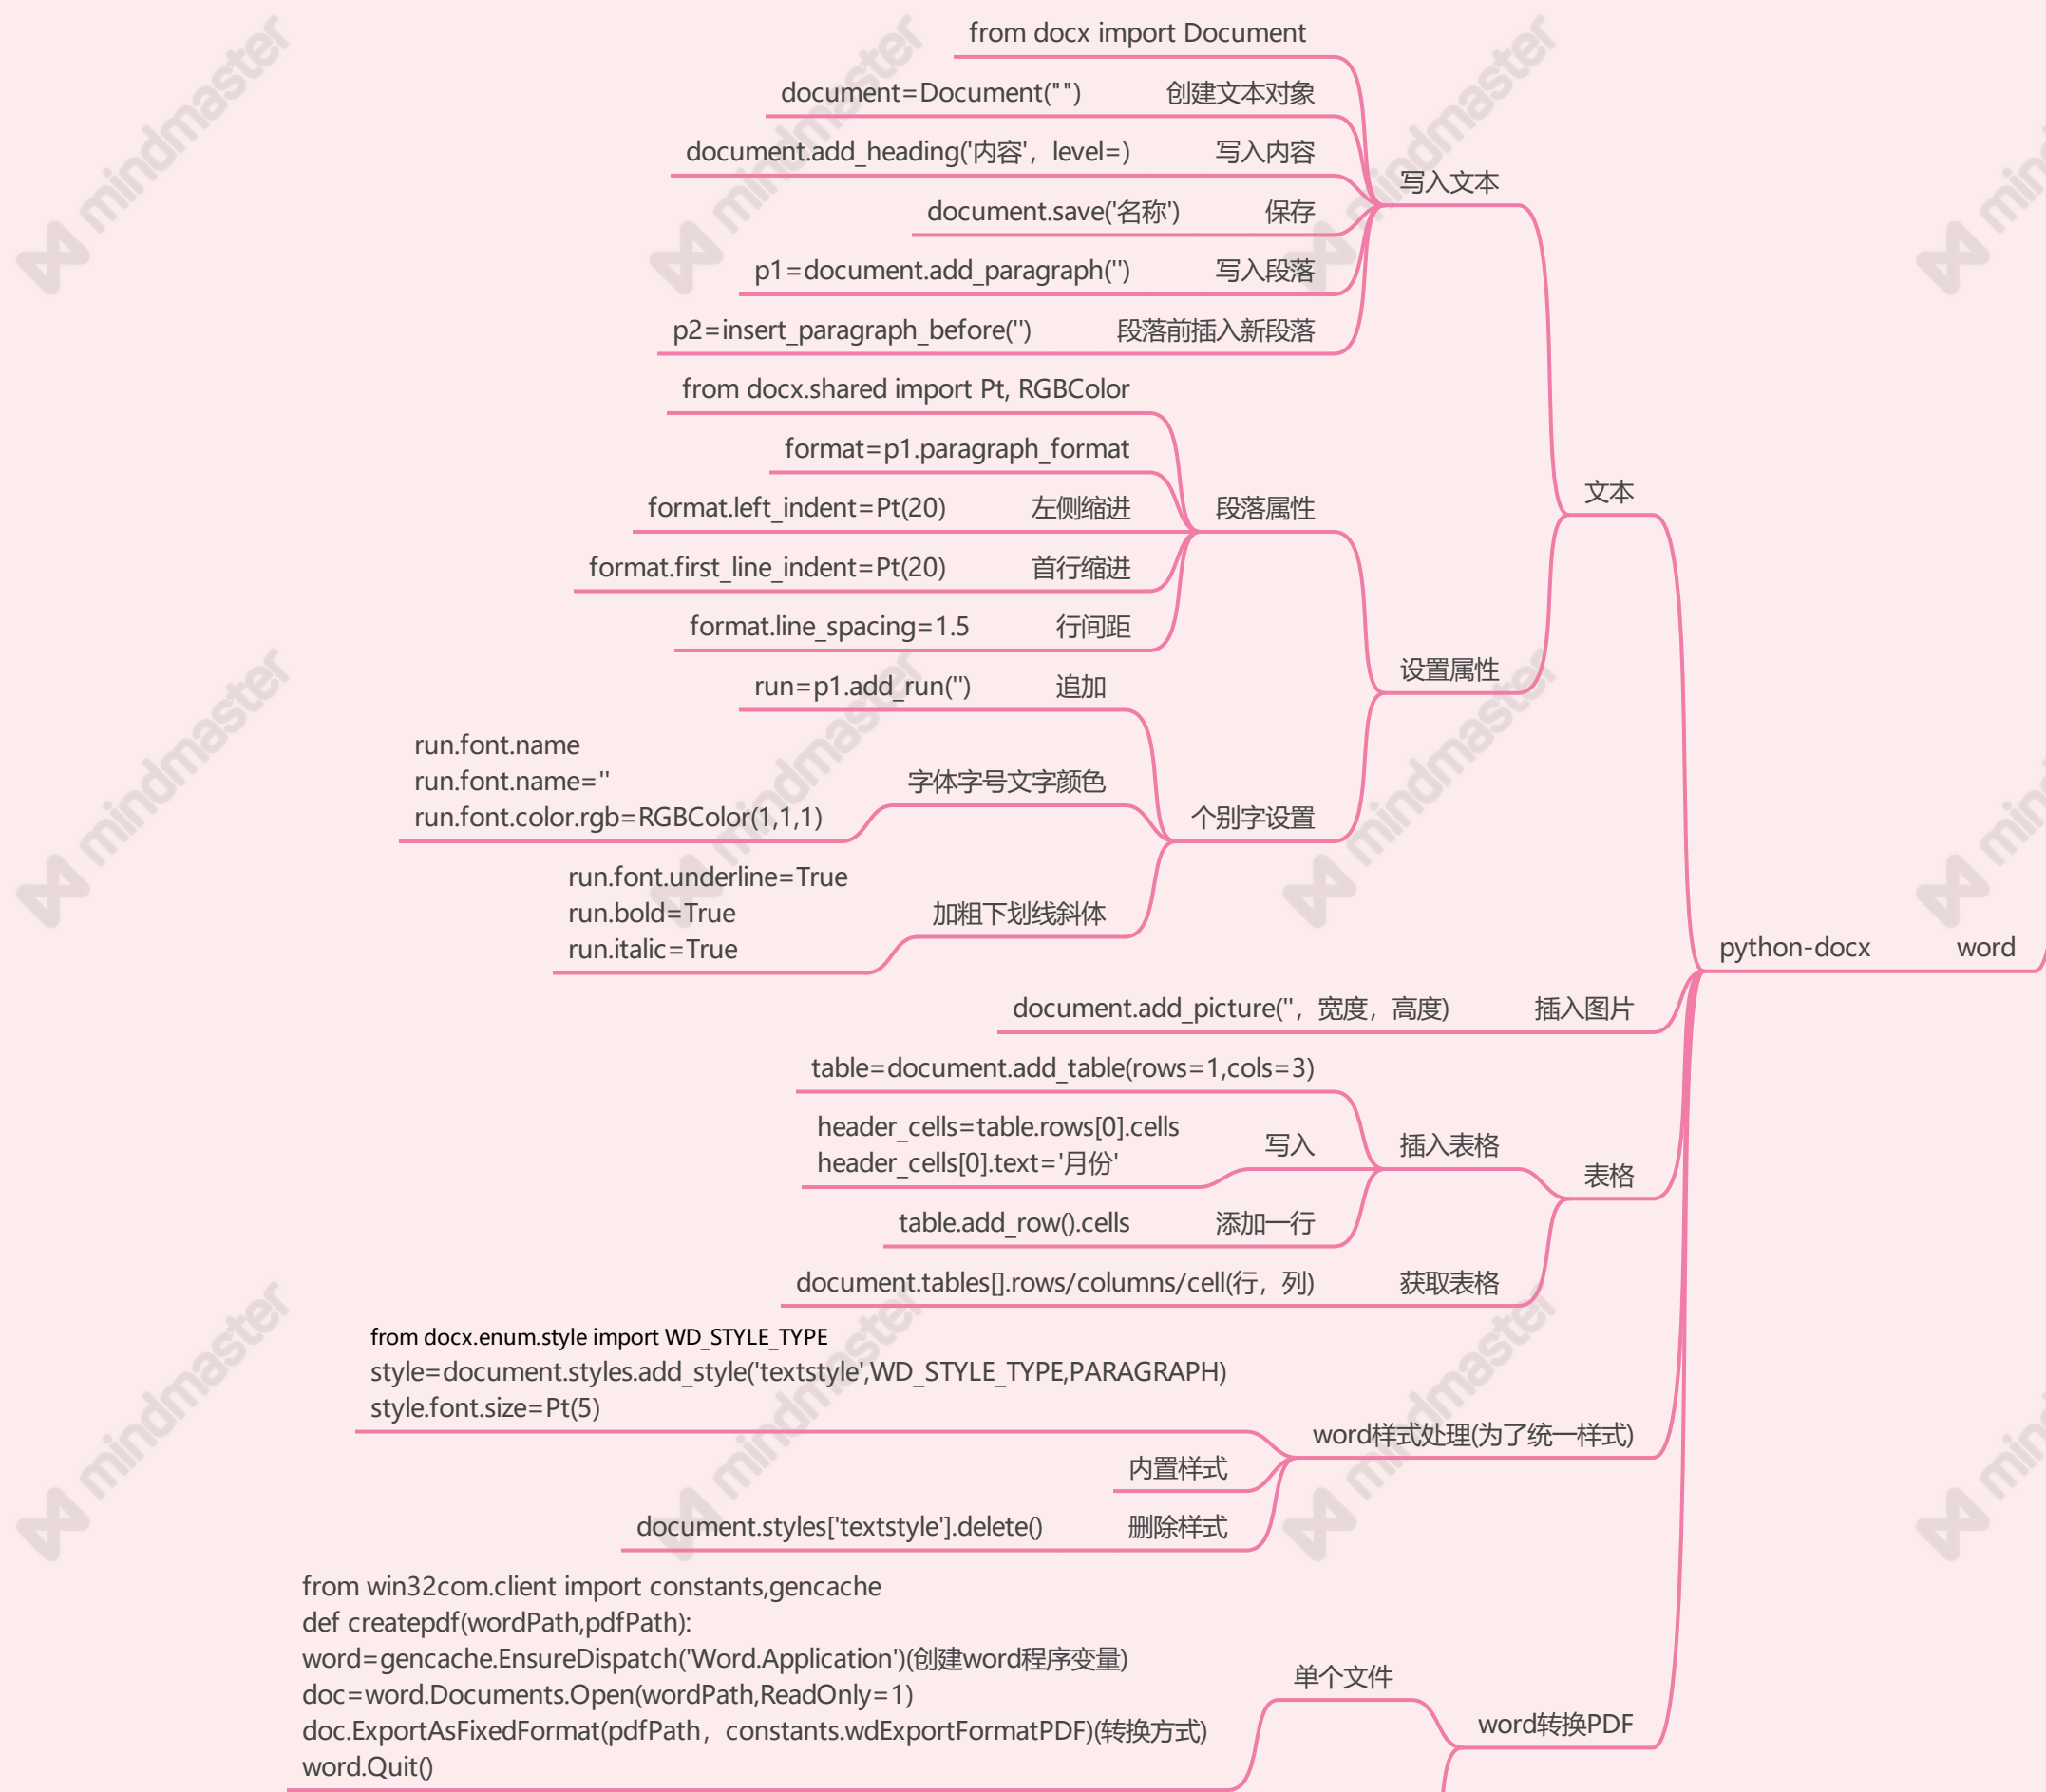 from docx import Document
document=Document("") 创建文本对象
document.add_heading('内容'，level=) 写入内容
写入文本
document.save('名称') 保存
p1=document.add_paragraph('') 写入段落
p2=insert_paragraph_before('') 段落前插入新段落
from docx.shared import Pt, RGBColor
format=p1.paragraph_format
文本
format.left_indent=Pt(20) 左侧缩进 段落属性
format.first_line_indent=Pt(20) 首行缩进
format.line_spacing=1.5 行间距
设置属性
run=p1.add_run('') 追加
run.font.name
run.font.name=''
run.font.color.rgb=RGBColor(1,1,1)
字体字号文字颜色
个别字设置
run.font.underline=True
run.bold=True
run.italic=True
加粗下划线斜体
python-docx word
document.add_picture(''，宽度，高度) 插入图片
table=document.add_table(rows=1,cols=3)
header_cells=table.rows[0].cells
header_cells[0].text='月份'
写入
插入表格
表格
table.add_row().cells 添加一行
document.tables[].rows/columns/cell(行，列) 获取表格
from docx.enum.style import WD_STYLE_TYPE
style=document.styles.add_style('textstyle',WD_STYLE_TYPE,PARAGRAPH)
style.font.size=Pt(5)
word样式处理(为了统一样式)
内置样式
document.styles['textstyle'].delete() 删除样式
from win32com.client import constants,gencache
def createpdf(wordPath,pdfPath):
word=gencache.EnsureDispatch('Word.Application')(创建word程序变量)
doc=word.Documents.Open(wordPath,ReadOnly=1)
doc.ExportAsFixedFormat(pdfPath，constants.wdExportFormatPDF)(转换方式)
word.Quit()
单个文件
word转换PDF
mindmaster
mindmaster
mindmaster
mindmaster
mindmaster
mindmaster
mindmaster
mindmaster
mindmaster